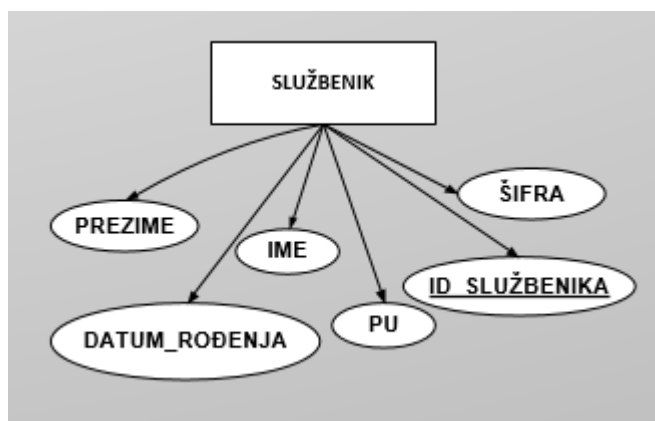 SLUŽBENIK
ŠIFRA
PREZIME
IME
ID_SLUŽBENIKA
PU
DATUM_ROĐENJA